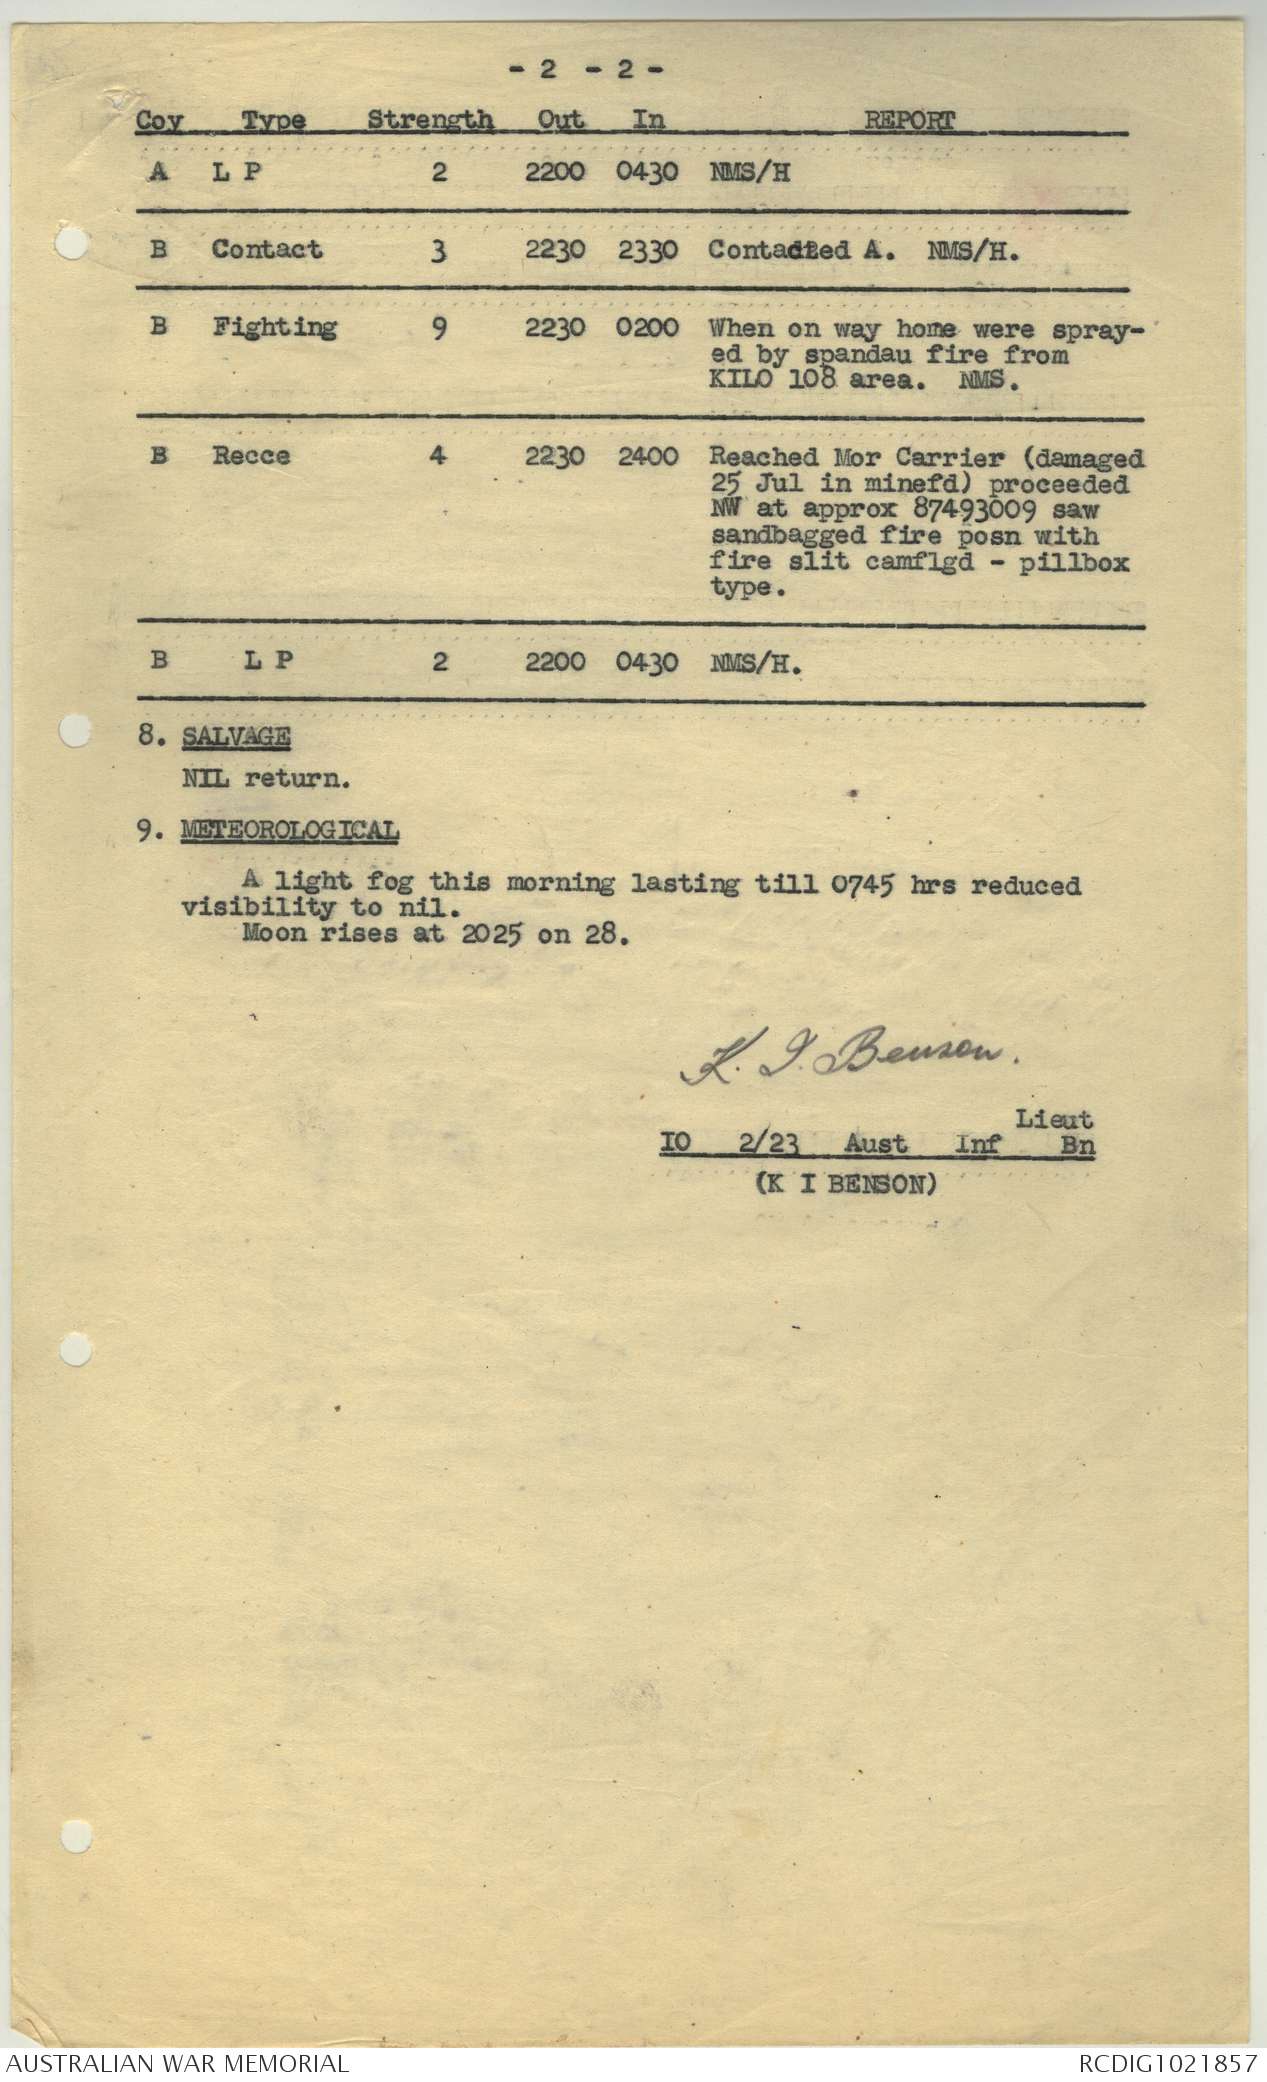 - 2 - 2 -
Coy Type Strength Out In REPORT
A L P 2 2200 0430 NMS/H
B Contact 3 2230 2330 Contacted A. NMS/H.
B Fighting 9 2230 0200 When on way home were spray-
ed by spandau fire from
KILO 108 area. NMS.
B Recce 4 2230 2400 Reached Mor Carrier (damaged
25 Jul in minefd) proceeded
NW at approx 87493009 saw
sandbagged fire posn with
fire slit camflgd - pillbox
type.
B L P 2 2200 0430 NMS/H.
8. SALVAGE
NIL return.
9. METEOROLOGICAL
A light fog this morning lasting till 0745 hrs reduced
visibility to nil.
Moon rises at 2025 on 28.
K. I. Benson.
Lieut
IO 2/23 Aust Inf Bn
(K I BENSON)
AUSTRALIAN WAR MEMORIAL RCDIG1021857